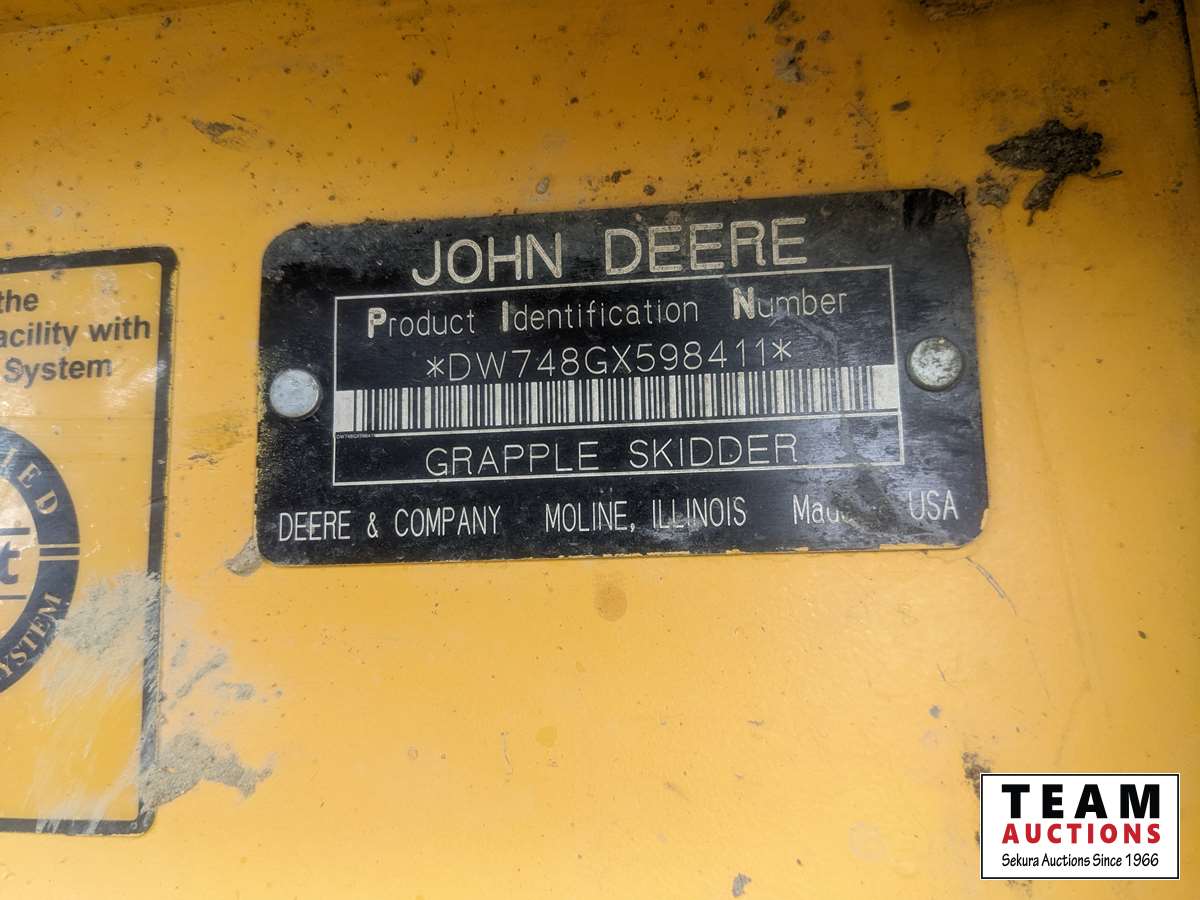 the
acility with
System
JOHN DEERE
Product Identification Number
*DW748GX598411*
GRAPPLE SKIDDER
DEERE & COMPANY MOLINE, ILLINOIS USA
TEAM
AUCTIONS
Sekura Auctions Since 1966